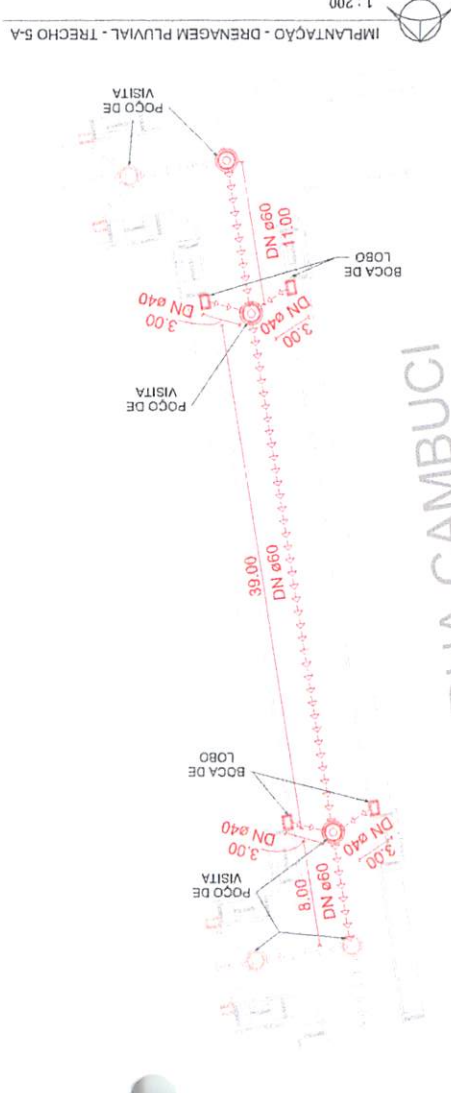 IMPLANTAÇÃO - DRENAGEM PLUVIAL - TRECHO 5-A
1 : 200
POÇO DE
VISITA
8.00
DN ø60
3.00
DN ø40
DN ø40
3.00
BOCA DE
LOBO
39.00
DN ø60
POÇO DE
VISITA
DN ø40
3.00
DN ø40
3.00
BOCA DE
LOBO
DN ø60
11.00
POÇO DE
VISITA
CAMBUCI